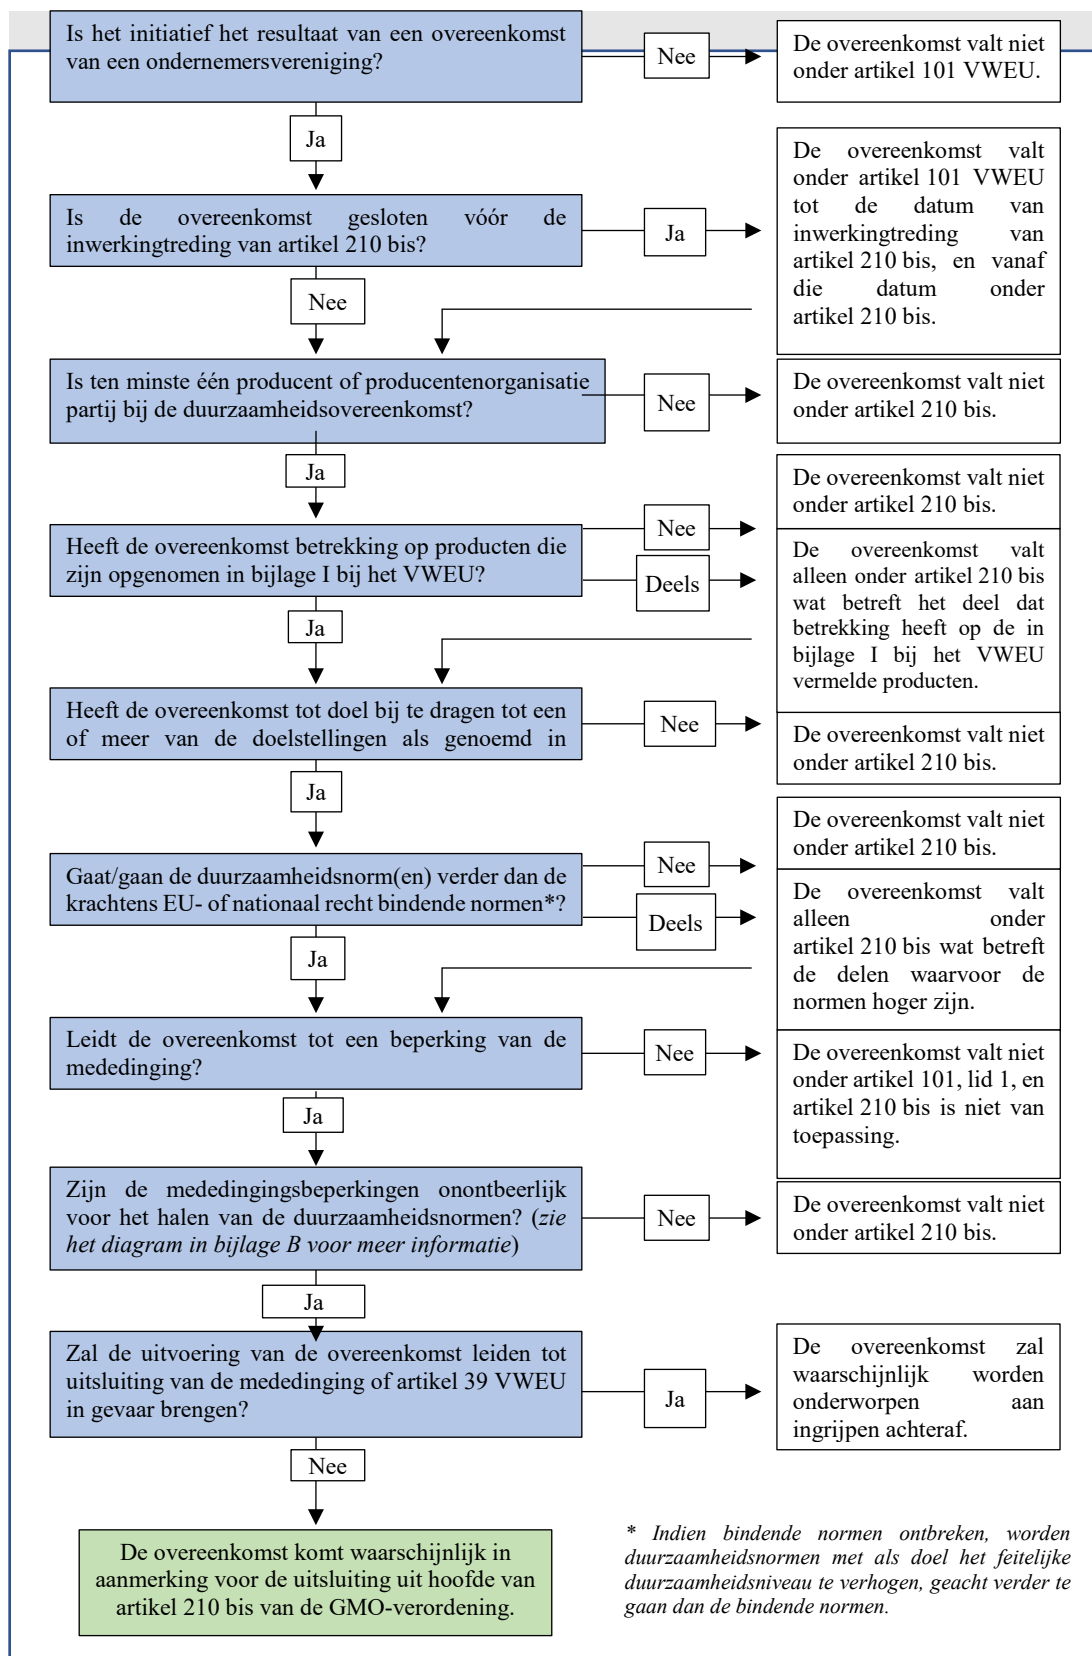 Is het initiatief het resultaat van een overeenkomst
van een ondernemersvereniging?
Nee
De overeenkomst valt niet
onder artikel 101 VWEU.
Ja
Is de overeenkomst gesloten vóór de
inwerkingtreding van artikel 210 bis?
Ja
De overeenkomst valt
onder artikel 101 VWEU
tot de datum van
inwerkingtreding van
artikel 210 bis, en vanaf
die datum onder
artikel 210 bis.
Nee
Is ten minste één producent of producentenorganisatie
partij bij de duurzaamheidsovereenkomst?
Nee
De overeenkomst valt niet
onder artikel 210 bis.
Ja
Heeft de overeenkomst betrekking op producten die
zijn opgenomen in bijlage I bij het VWEU?
Nee
De overeenkomst valt niet
onder artikel 210 bis.
Deels
De overeenkomst valt
alleen onder artikel 210 bis
wat betreft het deel dat
betrekking heeft op de in
bijlage I bij het VWEU
vermelde producten.
Ja
Heeft de overeenkomst tot doel bij te dragen tot een
of meer van de doelstellingen als genoemd in
Nee
De overeenkomst valt niet
onder artikel 210 bis.
Ja
Gaat/gaan de duurzaamheidsnorm(en) verder dan de
krachtens EU- of nationaal recht bindende normen*?
Nee
De overeenkomst valt niet
onder artikel 210 bis.
Deels
De overeenkomst valt
alleen onder
artikel 210 bis wat betreft
de delen waarvoor de
normen hoger zijn.
Ja
Leidt de overeenkomst tot een beperking van de
mededinging?
Nee
De overeenkomst valt niet
onder artikel 101, lid 1, en
artikel 210 bis is niet van
toepassing.
Ja
Zijn de mededingingsbeperkingen onontbeerlijk
voor het halen van de duurzaamheidsnormen? (zie
het diagram in bijlage B voor meer informatie)
Nee
De overeenkomst valt niet
onder artikel 210 bis.
Ja
Zal de uitvoering van de overeenkomst leiden tot
uitsluiting van de mededinging of artikel 39 VWEU
in gevaar brengen?
Ja
De overeenkomst zal
waarschijnlijk worden
onderworpen aan
ingrijpen achteraf.
Nee
De overeenkomst komt waarschijnlijk in
aanmerking voor de uitsluiting uit hoofde van
artikel 210 bis van de GMO-verordening.
* Indien bindende normen ontbreken, worden
duurzaamheidsnormen met als doel het feitelijke
duurzaamheidsniveau te verhogen, geacht verder te
gaan dan de bindende normen.